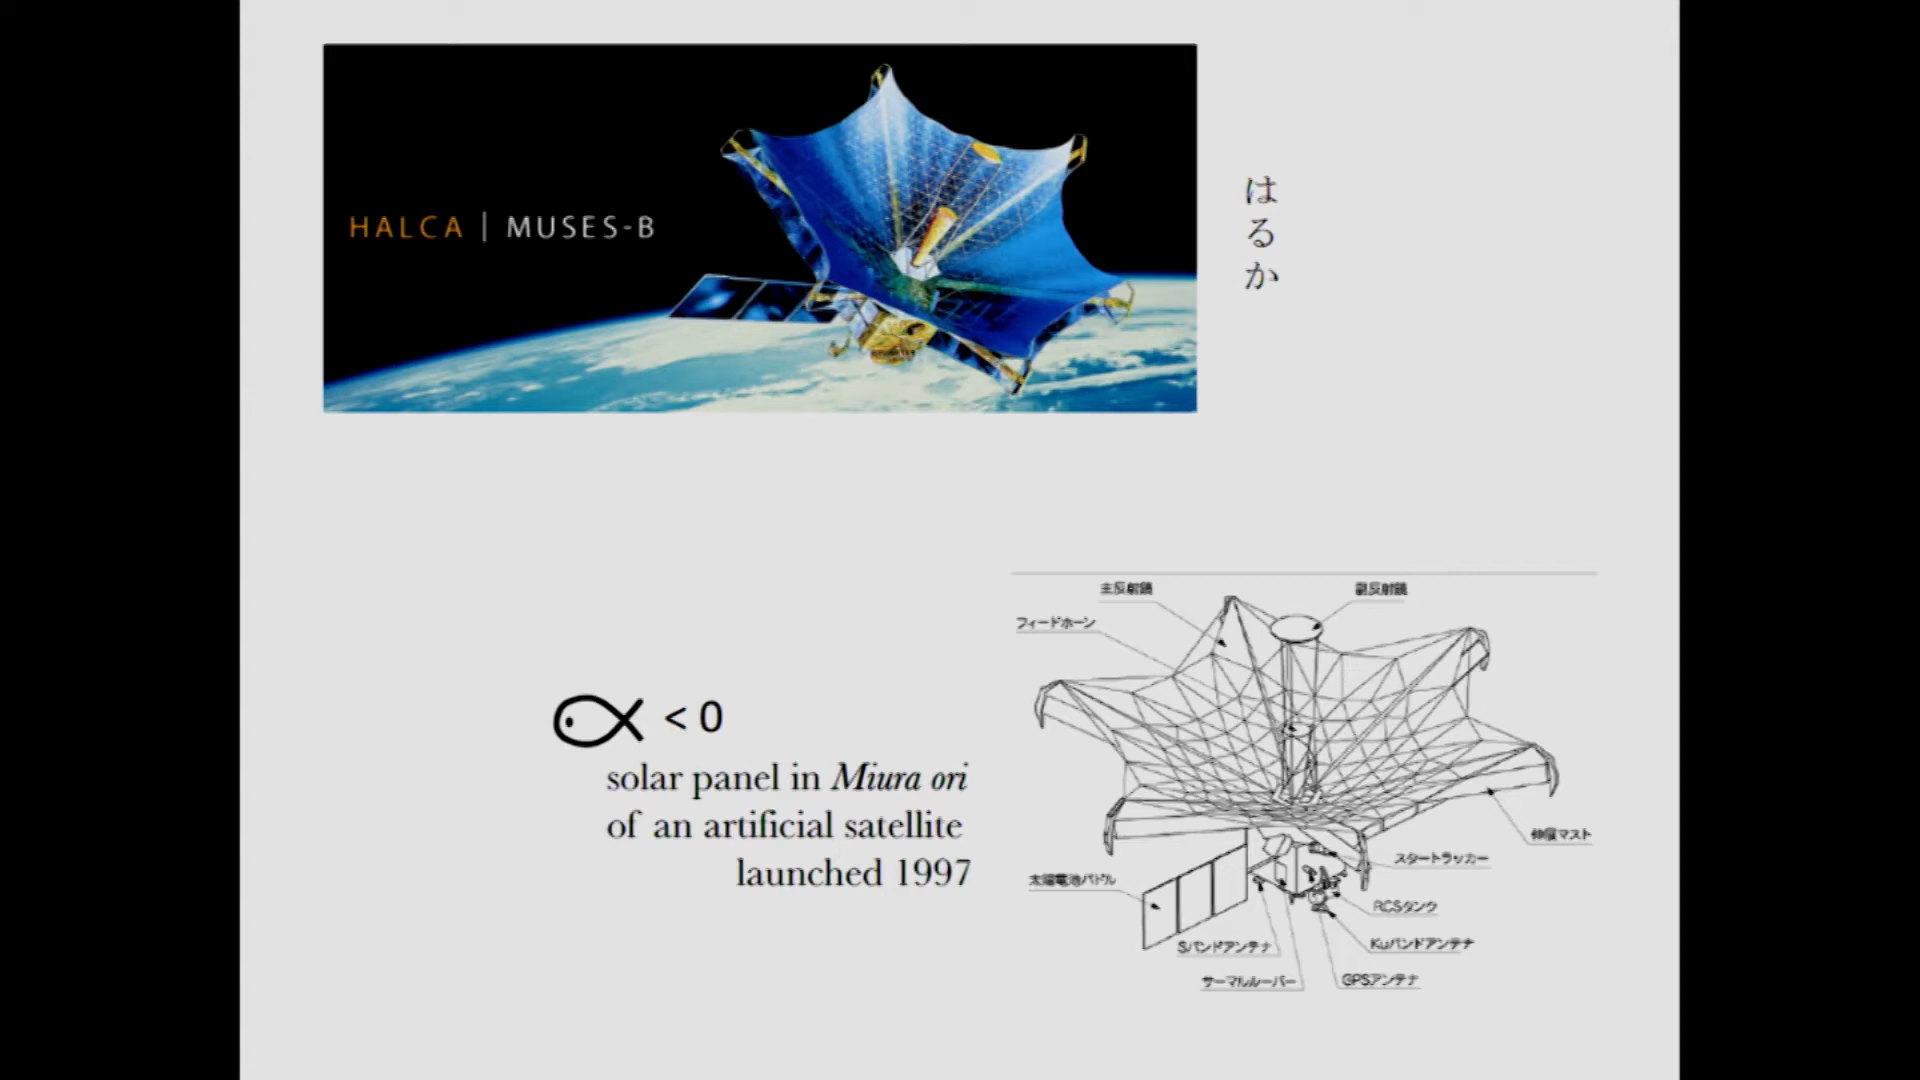 HALCA | MUSES-B
はるか
< 0
solar panel in Miura ori
of an artificial satellite
launched 1997
主反射鏡
副反射鏡
フィードホーン
伸展マスト
スタートラッカー
太陽電池パドル
RCSタンク
Kuバンドアンテナ
Sバンドアンテナ
サーマルルーバー
GPSアンテナ